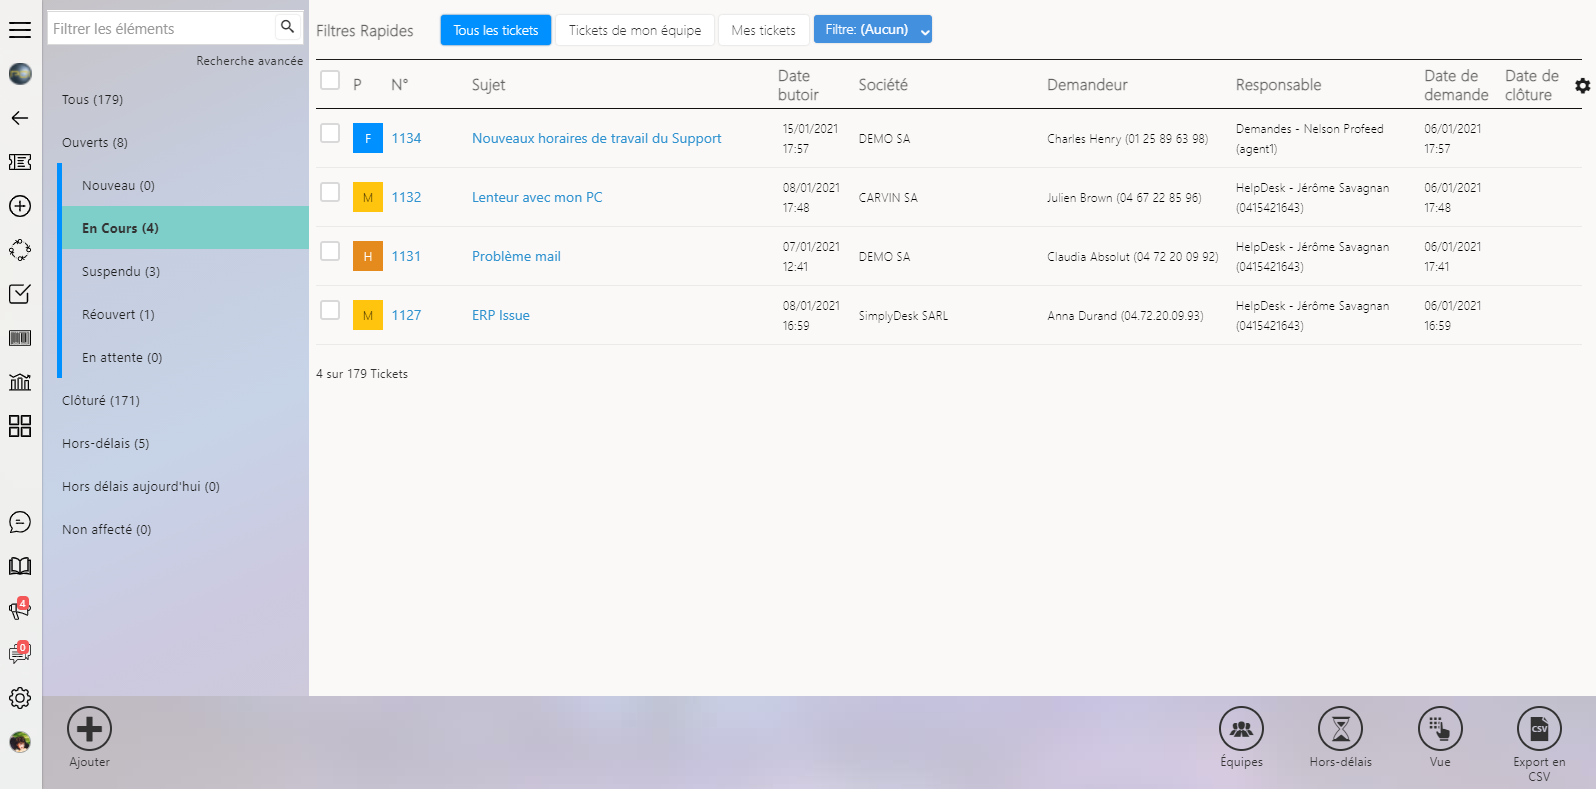 Filtrer les éléments
Recherche avancée
Tous (179)
Ouverts (8)
Nouveau (0)
En Cours (4)
Suspendu (3)
Réouvert (1)
En attente (0)
Clôturé (171)
Hors-délais (5)
Hors délais aujourd'hui (0)
Non affecté (0)
4
0
Filtres Rapides
Tous les tickets
Tickets de mon équipe
Mes tickets
Filtre: (Aucun)
P N° Sujet Date butoir Société Demandeur Responsable Date de demande Date de clôture
F 1134 Nouveaux horaires de travail du Support 15/01/2021 17:57 DEMO SA Charles Henry (01 25 89 63 98) Demandes - Nelson Profeed (agent1) 06/01/2021 17:57
M 1132 Lenteur avec mon PC 08/01/2021 17:48 CARVIN SA Julien Brown (04 67 22 85 96) HelpDesk - Jérôme Savagnan (0415421643) 06/01/2021 17:48
H 1131 Problème mail 07/01/2021 12:41 DEMO SA Claudia Absolut (04 72 20 09 92) HelpDesk - Jérôme Savagnan (0415421643) 06/01/2021 17:41
M 1127 ERP Issue 08/01/2021 16:59 SimplyDesk SARL Anna Durand (04.72.20.09.93) HelpDesk - Jérôme Savagnan (0415421643) 06/01/2021 16:59
4 sur 179 Tickets
Ajouter
Équipes
Hors-délais
Vue
CSV
Export en
CSV